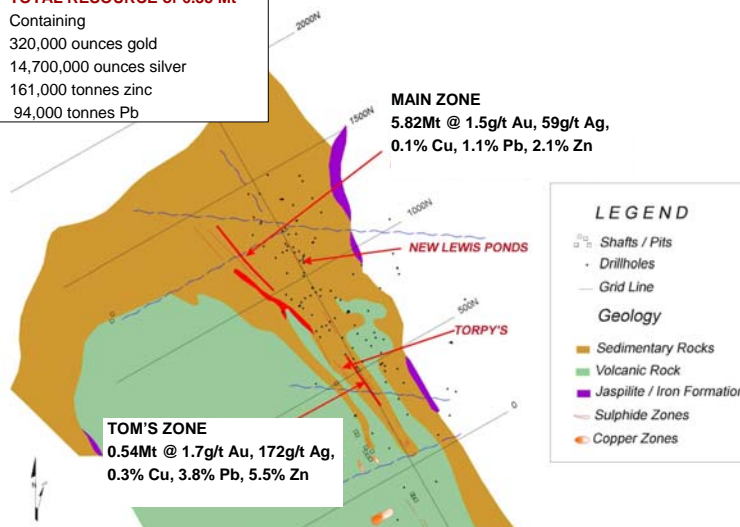 Containing
320,000 ounces gold
14,700,000 ounces silver
161,000 tonnes zinc
94,000 tonnes Pb
2000N
MAIN ZONE
5.82Mt @ 1.5g/t Au, 59g/t Ag,
0.1% Cu, 1.1% Pb, 2.1% Zn
1500N
1000N
NEW LEWIS PONDS
500N
TORPY'S
0
TOM'S ZONE
0.54Mt @ 1.7g/t Au, 172g/t Ag,
0.3% Cu, 3.8% Pb, 5.5% Zn
LEGEND
Shafts / Pits
Drillholes
Grid Line
Geology
Sedimentary Rocks
Volcanic Rock
Jaspilite / Iron Formation
Sulphide Zones
Copper Zones